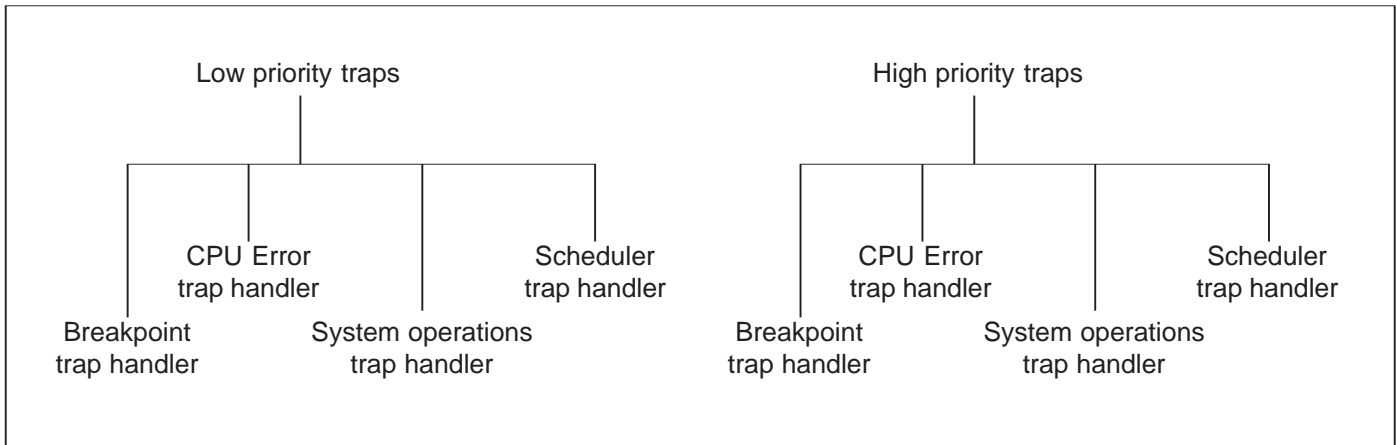 Low priority traps
High priority traps
CPU Error
trap handler
Scheduler
trap handler
Breakpoint
trap handler
System operations
trap handler
CPU Error
trap handler
Scheduler
trap handler
Breakpoint
trap handler
System operations
trap handler